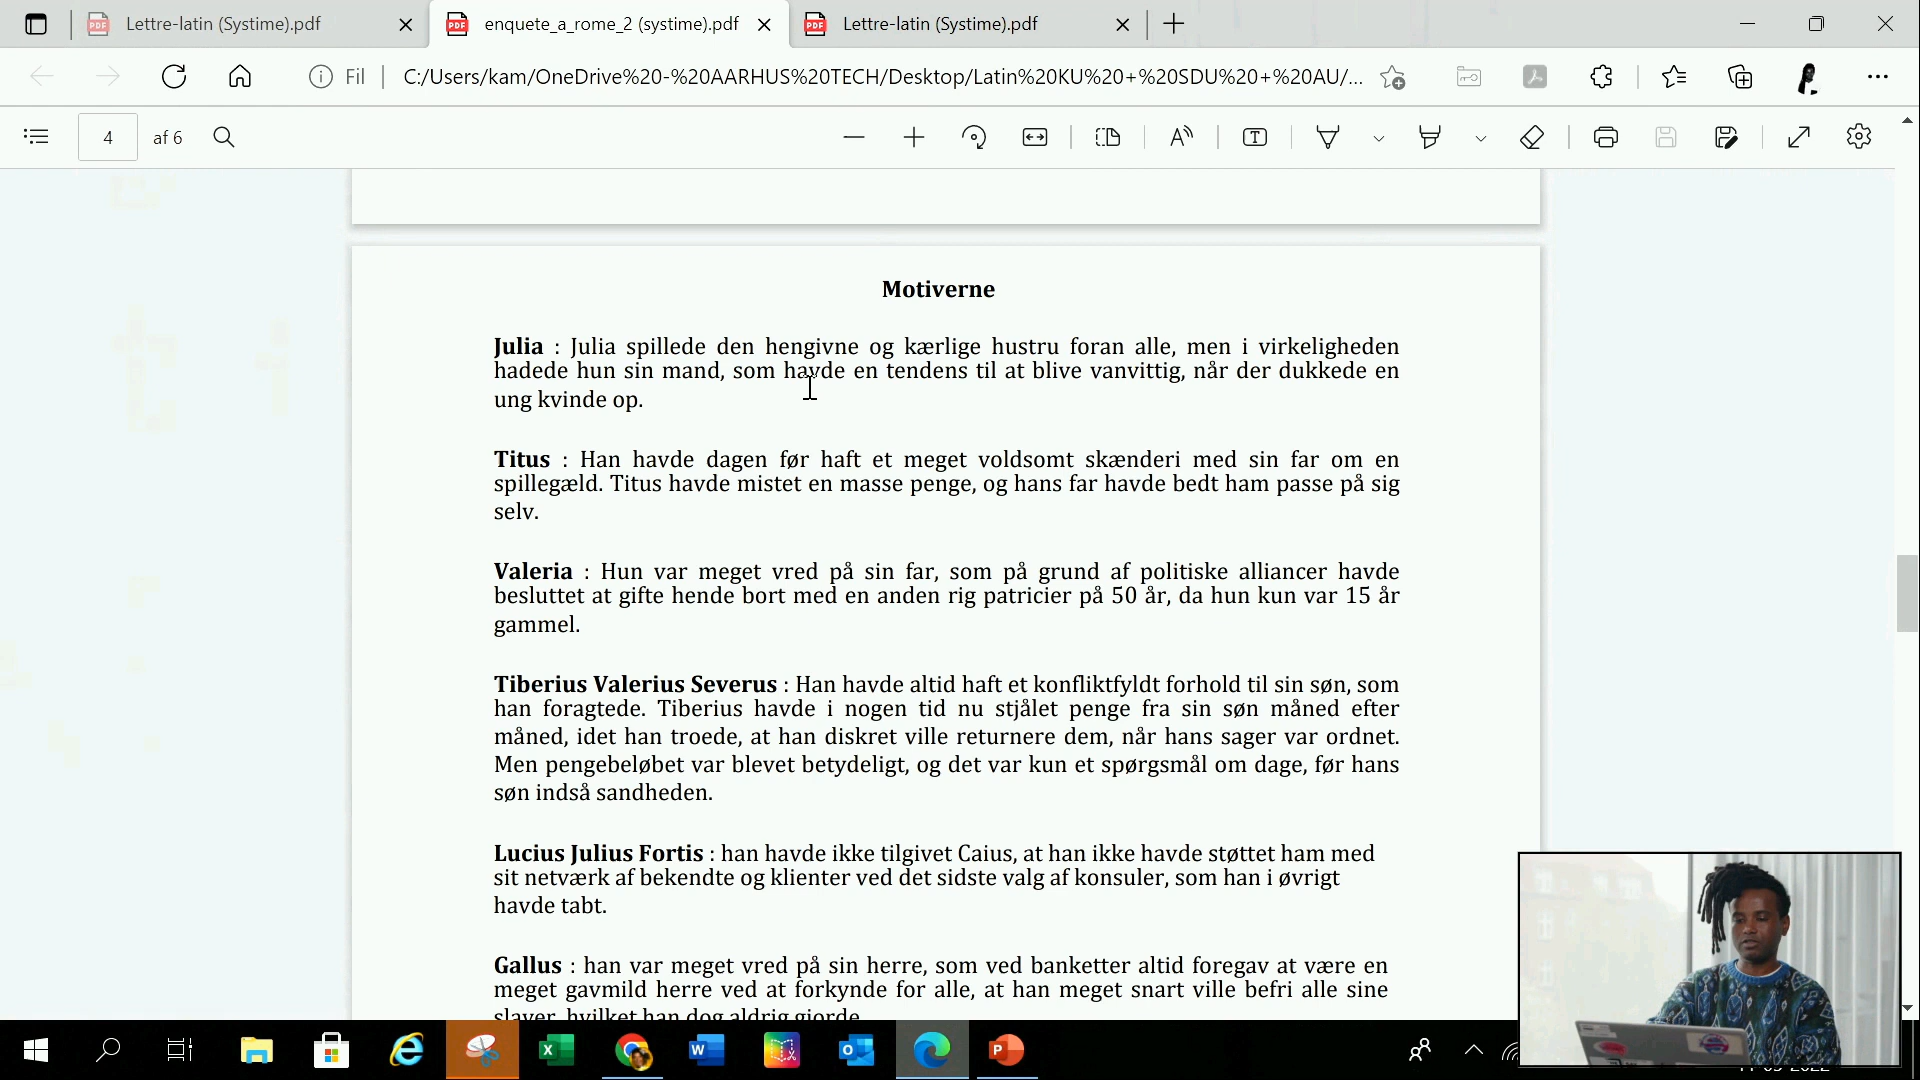 Lettre-latin (Systime).pdf
enquete_a_rome_2 (systime).pdf
Lettre-latin (Systime).pdf
Fil
C:/Users/kam/OneDrive%20-%20AARHUS%20TECH/Desktop/Latin%20KU%20+%20SDU%20+%20AU/...
4 af 6
Motiverne
Julia : Julia spillede den hengivne og kærlige hustru foran alle, men i virkeligheden
hadede hun sin mand, som havde en tendens til at blive vanvittig, når der dukkede en
ung kvinde op.
Titus : Han havde dagen før haft et meget voldsomt skænderi med sin far om en
spillegæld. Titus havde mistet en masse penge, og hans far havde bedt ham passe på sig
selv.
Valeria : Hun var meget vred på sin far, som på grund af politiske alliancer havde
besluttet at gifte hende bort med en anden rig patricier på 50 år, da hun kun var 15 år
gammel.
Tiberius Valerius Severus : Han havde altid haft et konfliktfyldt forhold til sin søn, som
han foragtede. Tiberius havde i nogen tid nu stjålet penge fra sin søn måned efter
måned, idet han troede, at han diskret ville returnere dem, når hans sager var ordnet.
Men pengebeløbet var blevet betydeligt, og det var kun et spørgsmål om dage, før hans
søn indså sandheden.
Lucius Julius Fortis : han havde ikke tilgivet Caius, at han ikke havde støttet ham med
sit netværk af bekendte og klienter ved det sidste valg af konsuler, som han i øvrigt
havde tabt.
Gallus : han var meget vred på sin herre, som ved banketter altid foregav at være en
meget gavmild herre ved at forkynde for alle, at han meget snart ville befri alle sine
slaver, hvilket han dog aldrig gjorde.